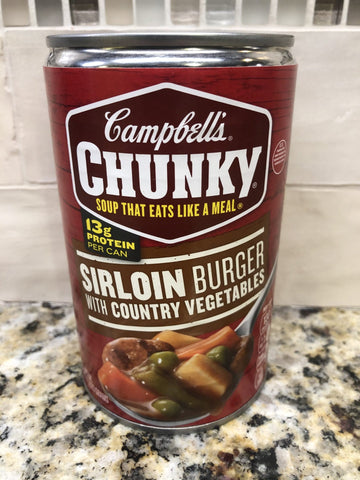 Campbell's®
CHUNKY®
SOUP THAT EATS LIKE A MEAL®
13g
PROTEIN
PER CAN
SIRLOIN BURGER
WITH COUNTRY VEGETABLES